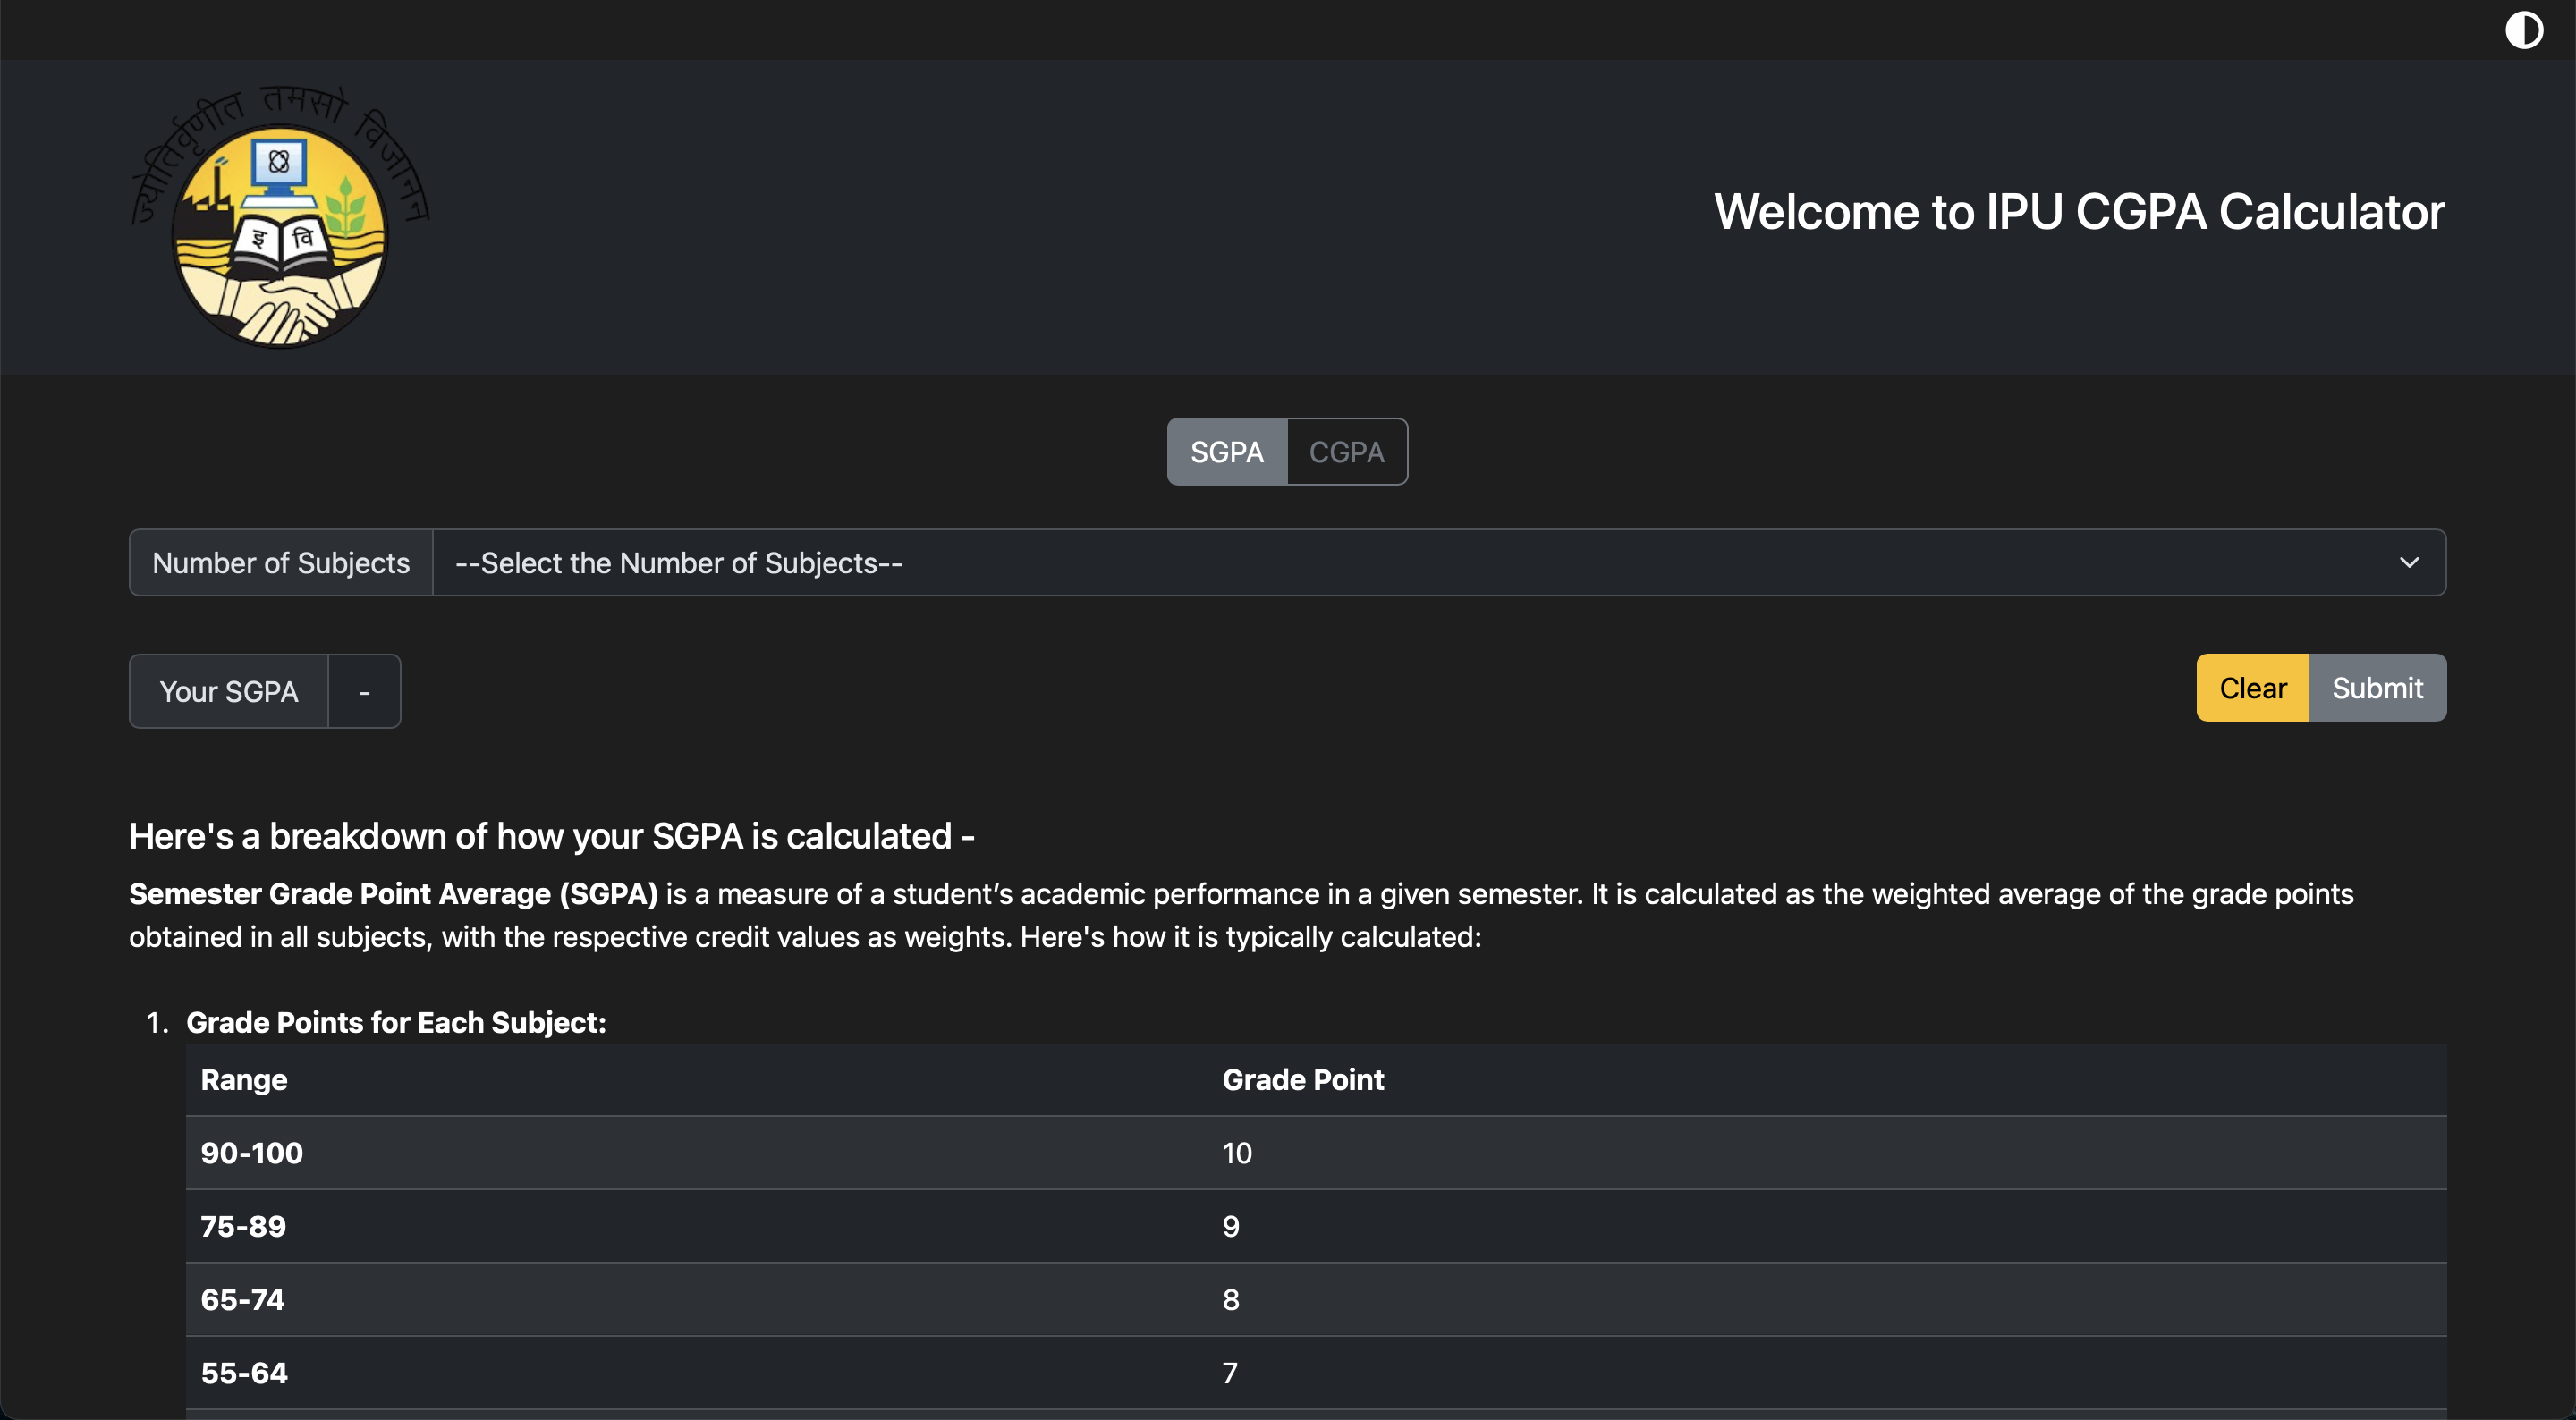 ज्योतिर्वृणीत तमसो विजानन
इ वि
Welcome to IPU CGPA Calculator
SGPA CGPA
Number of Subjects --Select the Number of Subjects--
Your SGPA -
Clear Submit
Here's a breakdown of how your SGPA is calculated -
Semester Grade Point Average (SGPA) is a measure of a student’s academic performance in a given semester. It is calculated as the weighted average of the grade points
obtained in all subjects, with the respective credit values as weights. Here's how it is typically calculated:
1. Grade Points for Each Subject:
Range Grade Point
90-100 10
75-89 9
65-74 8
55-64 7